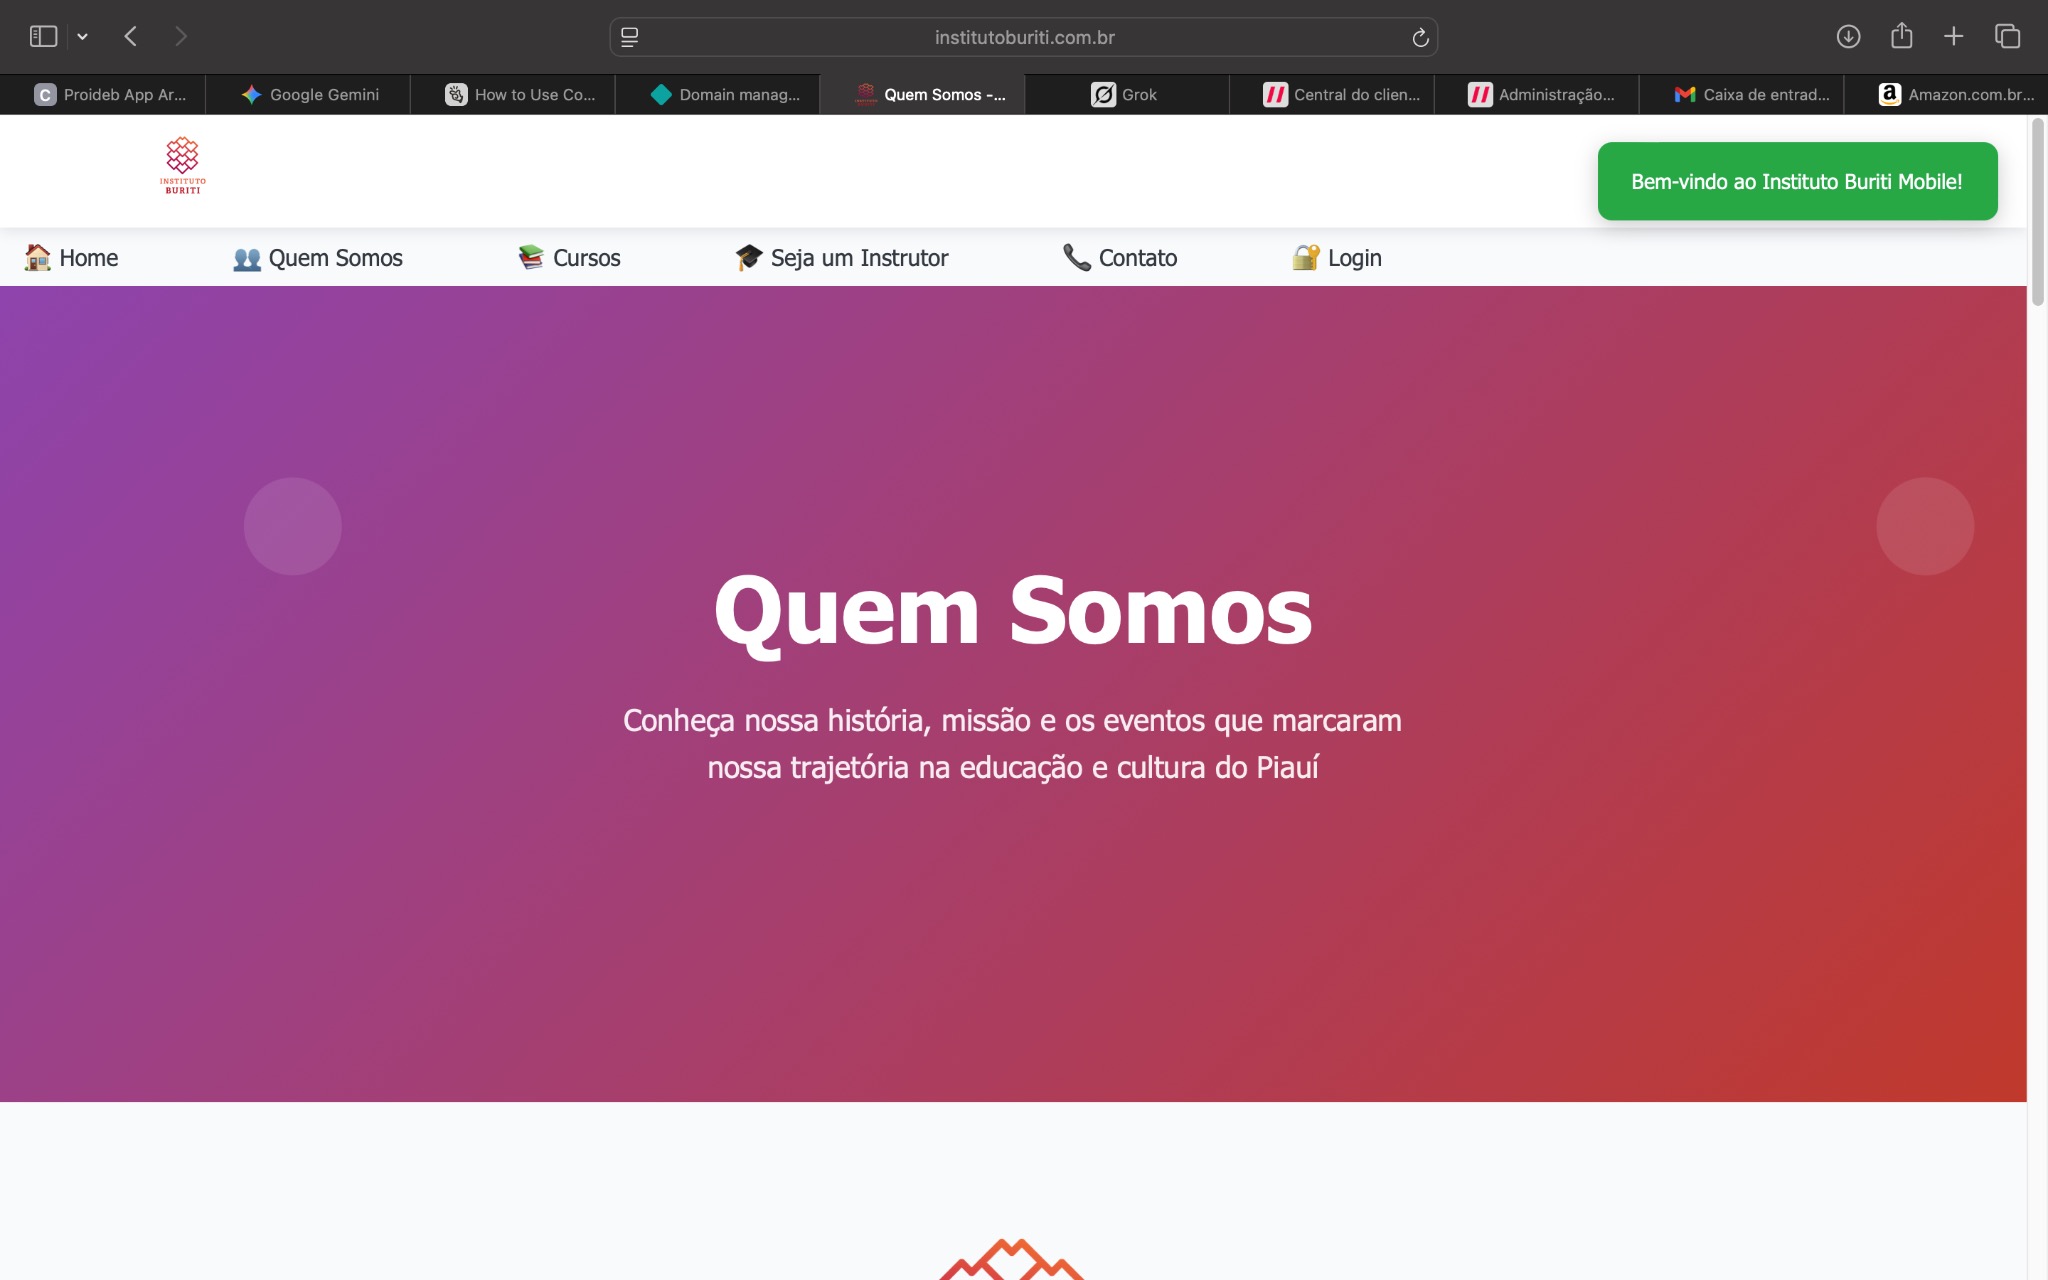 institutoburiti.com.br
C Proideb App Ar...
Google Gemini
How to Use Co...
Domain manag...
Quem Somos -...
Grok
Central do clien...
Administração...
Caixa de entrad...
a Amazon.com.br...
INSTITUTO
BURITI
Bem-vindo ao Instituto Buriti Mobile!
Home
Quem Somos
Cursos
Seja um Instrutor
Contato
Login
Quem Somos
Conheça nossa história, missão e os eventos que marcaram
nossa trajetória na educação e cultura do Piauí